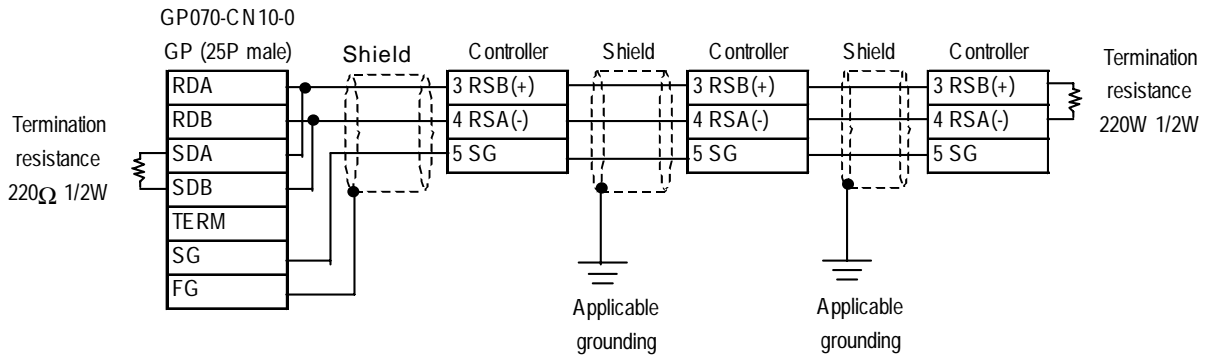 GP070-CN10-0
GP (25P male)
Shield
Controller
Shield
Controller
Shield
Controller
RDA
RDB
SDA
SDB
TERM
SG
FG
Termination
resistance
220Ω 1/2W
3 RSB(+)
4 RSA(-)
5 SG
3 RSB(+)
4 RSA(-)
5 SG
3 RSB(+)
4 RSA(-)
5 SG
Termination
resistance
220W 1/2W
Applicable
grounding
Applicable
grounding